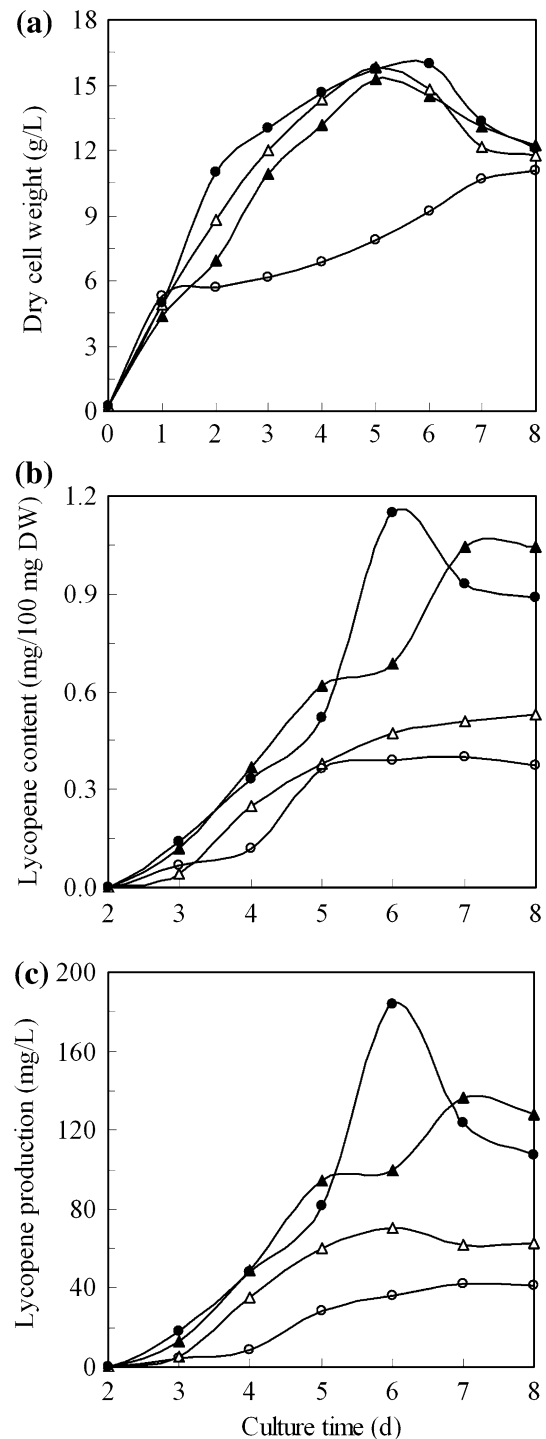 (a)
Dry cell weight (g/L)
18
15
12
9
6
3
0
0 1 2 3 4 5 6 7 8
(b)
Lycopene content (mg/100 mg DW)
1.2
0.9
0.6
0.3
0.0
2 3 4 5 6 7 8
(c)
Lycopene production (mg/L)
200
160
120
80
40
0
2 3 4 5 6 7 8
Culture time (d)